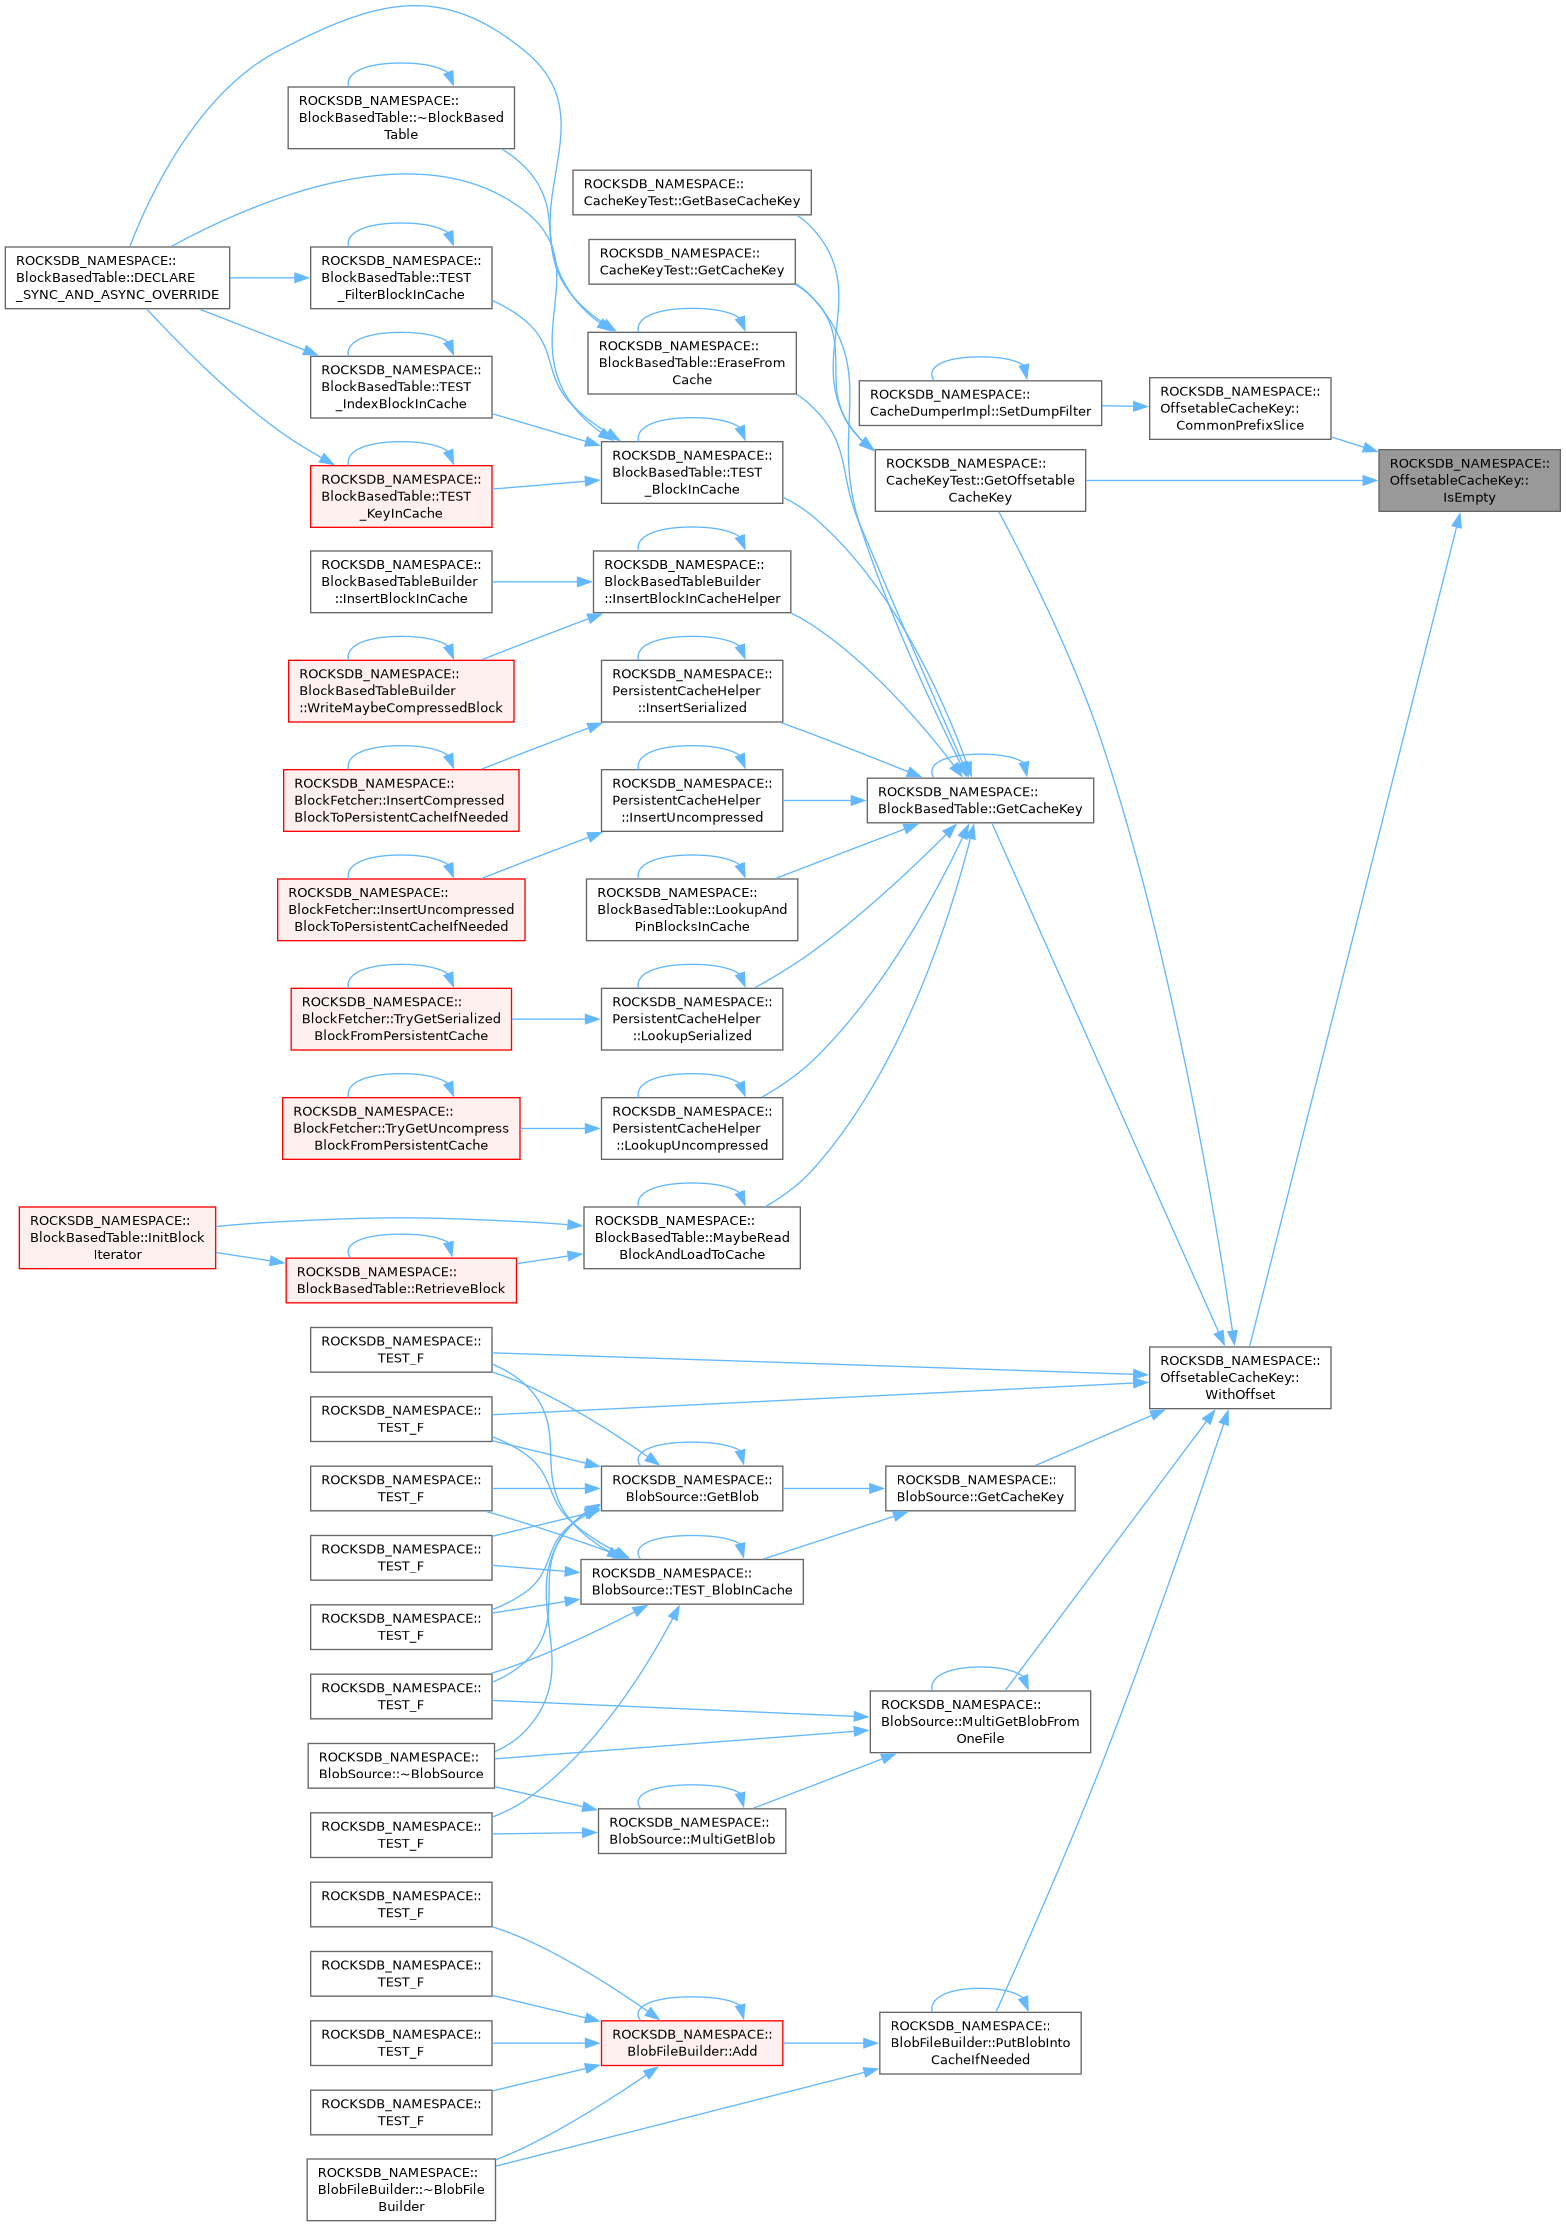 ROCKSDB_NAMESPACE::
BlockBasedTable::~BlockBased
Table
ROCKSDB_NAMESPACE::
CacheKeyTest::GetBaseCacheKey
ROCKSDB_NAMESPACE::
CacheKeyTest::GetCacheKey
ROCKSDB_NAMESPACE::
BlockBasedTable::DECLARE
_SYNC_AND_ASYNC_OVERRIDE
ROCKSDB_NAMESPACE::
BlockBasedTable::TEST
_FilterBlockInCache
ROCKSDB_NAMESPACE::
BlockBasedTable::EraseFrom
Cache
ROCKSDB_NAMESPACE::
BlockBasedTable::TEST
_IndexBlockInCache
ROCKSDB_NAMESPACE::
CacheDumperImpl::SetDumpFilter
ROCKSDB_NAMESPACE::
OffsetableCacheKey::
CommonPrefixSlice
ROCKSDB_NAMESPACE::
BlockBasedTable::TEST
_BlockInCache
ROCKSDB_NAMESPACE::
CacheKeyTest::GetOffsetable
CacheKey
ROCKSDB_NAMESPACE::
OffsetableCacheKey::
IsEmpty
ROCKSDB_NAMESPACE::
BlockBasedTable::TEST
_KeyInCache
ROCKSDB_NAMESPACE::
BlockBasedTableBuilder
::InsertBlockInCache
ROCKSDB_NAMESPACE::
BlockBasedTableBuilder
::InsertBlockInCacheHelper
ROCKSDB_NAMESPACE::
BlockBasedTableBuilder
::WriteMaybeCompressedBlock
ROCKSDB_NAMESPACE::
PersistentCacheHelper
::InsertSerialized
ROCKSDB_NAMESPACE::
BlockFetcher::InsertCompressed
BlockToPersistentCacheIfNeeded
ROCKSDB_NAMESPACE::
PersistentCacheHelper
::InsertUncompressed
ROCKSDB_NAMESPACE::
BlockBasedTable::GetCacheKey
ROCKSDB_NAMESPACE::
BlockFetcher::InsertUncompressed
BlockToPersistentCacheIfNeeded
ROCKSDB_NAMESPACE::
BlockBasedTable::LookupAnd
PinBlocksInCache
ROCKSDB_NAMESPACE::
BlockFetcher::TryGetSerialized
BlockFromPersistentCache
ROCKSDB_NAMESPACE::
PersistentCacheHelper
::LookupSerialized
ROCKSDB_NAMESPACE::
BlockFetcher::TryGetUncompress
BlockFromPersistentCache
ROCKSDB_NAMESPACE::
PersistentCacheHelper
::LookupUncompressed
ROCKSDB_NAMESPACE::
BlockBasedTable::InitBlock
Iterator
ROCKSDB_NAMESPACE::
BlockBasedTable::RetrieveBlock
ROCKSDB_NAMESPACE::
BlockBasedTable::MaybeRead
BlockAndLoadToCache
ROCKSDB_NAMESPACE::
TEST_F
ROCKSDB_NAMESPACE::
OffsetableCacheKey::
WithOffset
ROCKSDB_NAMESPACE::
TEST_F
ROCKSDB_NAMESPACE::
TEST_F
ROCKSDB_NAMESPACE::
BlobSource::GetBlob
ROCKSDB_NAMESPACE::
BlobSource::GetCacheKey
ROCKSDB_NAMESPACE::
TEST_F
ROCKSDB_NAMESPACE::
BlobSource::TEST_BlobInCache
ROCKSDB_NAMESPACE::
TEST_F
ROCKSDB_NAMESPACE::
TEST_F
ROCKSDB_NAMESPACE::
BlobSource::MultiGetBlobFrom
OneFile
ROCKSDB_NAMESPACE::
BlobSource::~BlobSource
ROCKSDB_NAMESPACE::
TEST_F
ROCKSDB_NAMESPACE::
BlobSource::MultiGetBlob
ROCKSDB_NAMESPACE::
TEST_F
ROCKSDB_NAMESPACE::
TEST_F
ROCKSDB_NAMESPACE::
TEST_F
ROCKSDB_NAMESPACE::
BlobFileBuilder::Add
ROCKSDB_NAMESPACE::
BlobFileBuilder::PutBlobInto
CacheIfNeeded
ROCKSDB_NAMESPACE::
TEST_F
ROCKSDB_NAMESPACE::
BlobFileBuilder::~BlobFile
Builder